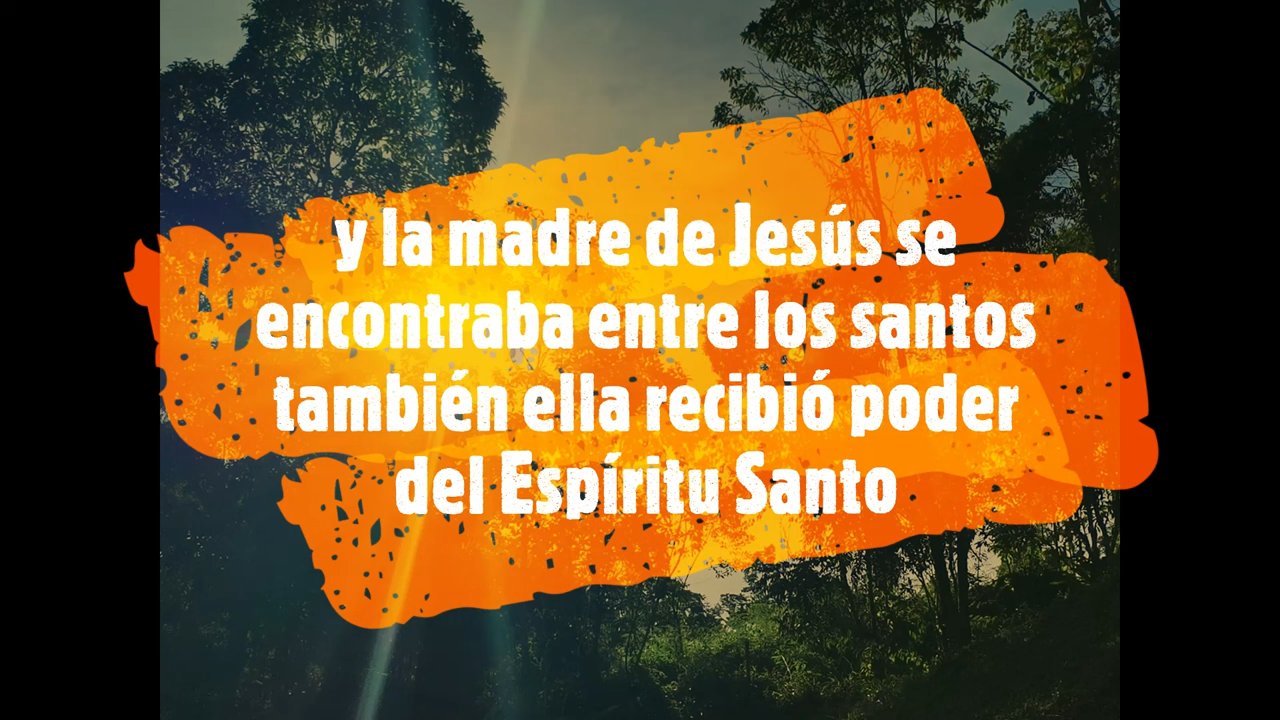 y la madre de Jesús se
encontraba entre los santos
también ella recibió poder
del Espíritu Santo